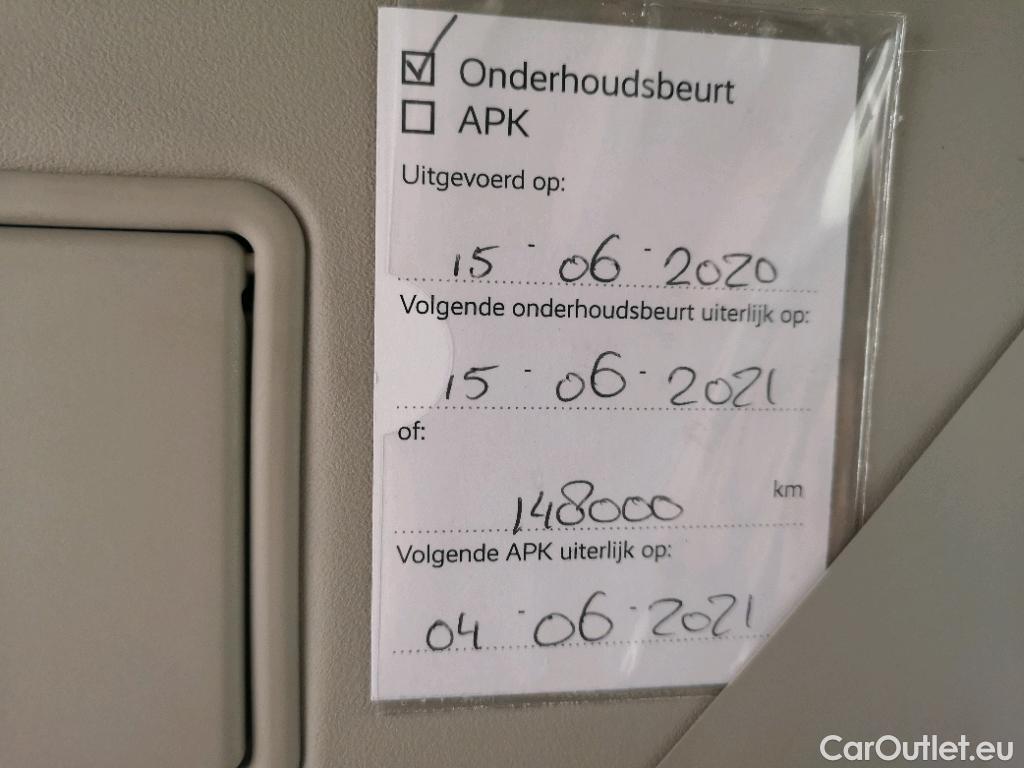 Onderhoudsbeurt
APK
Uitgevoerd op:
15-06-2020
Volgende onderhoudsbeurt uiterlijk op:
15-06-2021
of:
148000 km
Volgende APK uiterlijk op:
04-06-2021
CarOutlet.eu